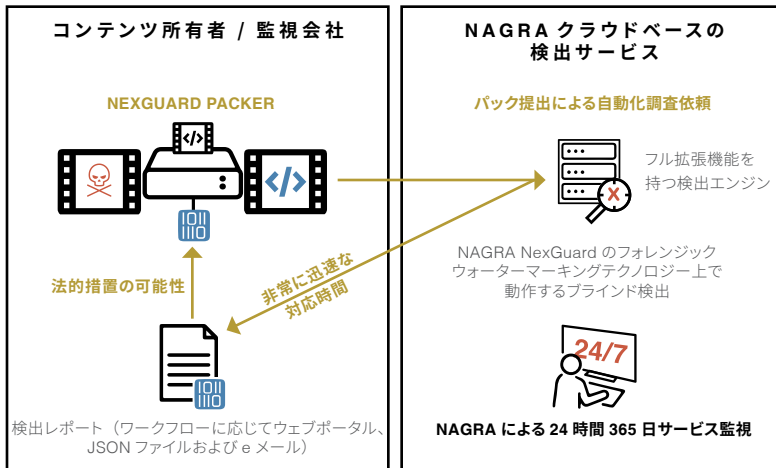 コンテンツ所有者 / 監視会社
NEXGUARD PACKER
</>
</>
1011
1110
法的措置の可能性
非常に迅速な
対応時間
1011
1110
検出レポート（ワークフローに応じてウェブポータル、
JSON ファイルおよび e メール）
NAGRA クラウドベースの
検出サービス
パック提出による自動化調査依頼
X
フル拡張機能を
持つ検出エンジン
NAGRA NexGuard のフォレンジック
ウォーターマーキングテクノロジー上で
動作するブラインド検出
24/7
NAGRA による 24 時間 365 日サービス監視